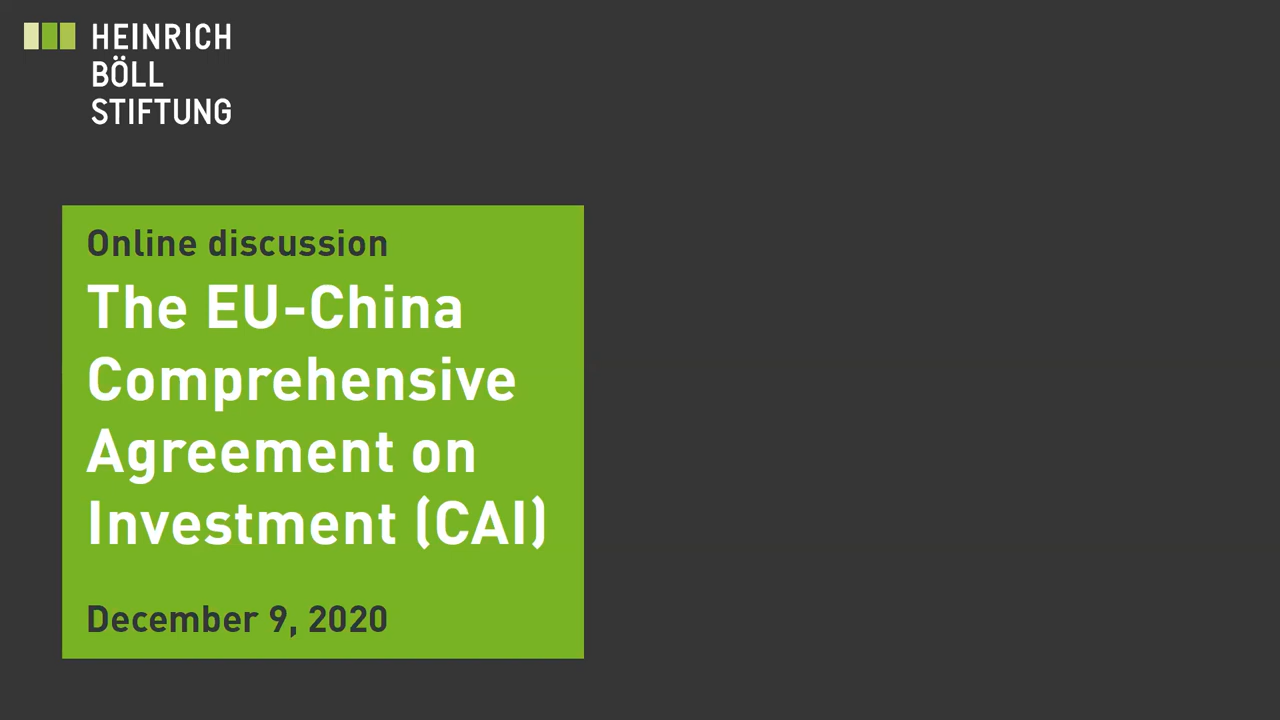 HEINRICH
BÖLL
STIFTUNG
Online discussion
The EU-China
Comprehensive
Agreement on
Investment (CAI)
December 9, 2020